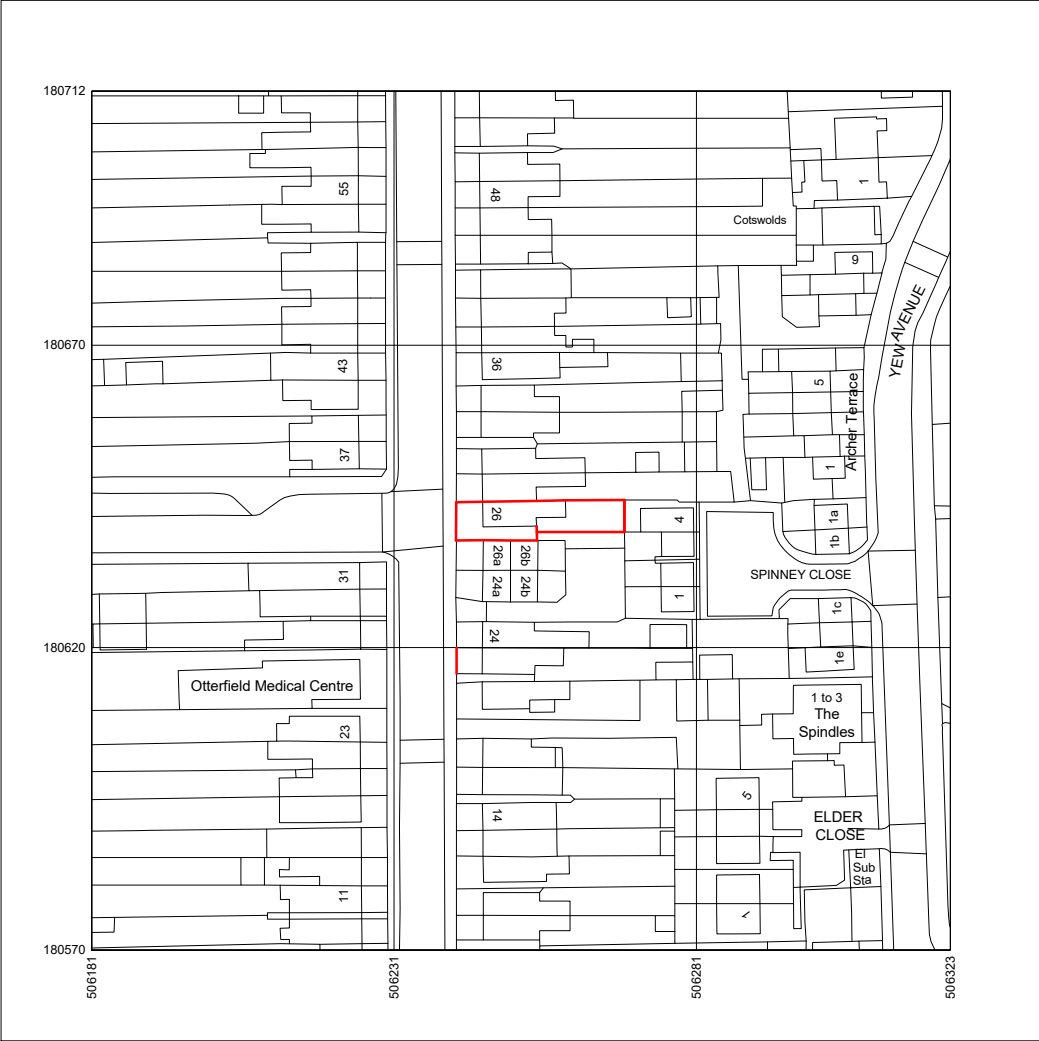 180712
55
48
1
Cotswolds
9
YEW AVENUE
180670
43
36
5
Archer Terrace
37
1
26
4
1a
1b
26a
26b
SPINNEY CLOSE
31
24a
24b
1
1c
24
180620
1e
Otterfield Medical Centre
1 to 3
The
Spindles
23
5
14
ELDER
CLOSE
El
Sub
Sta
11
1
180570
506181
506231
506281
506323